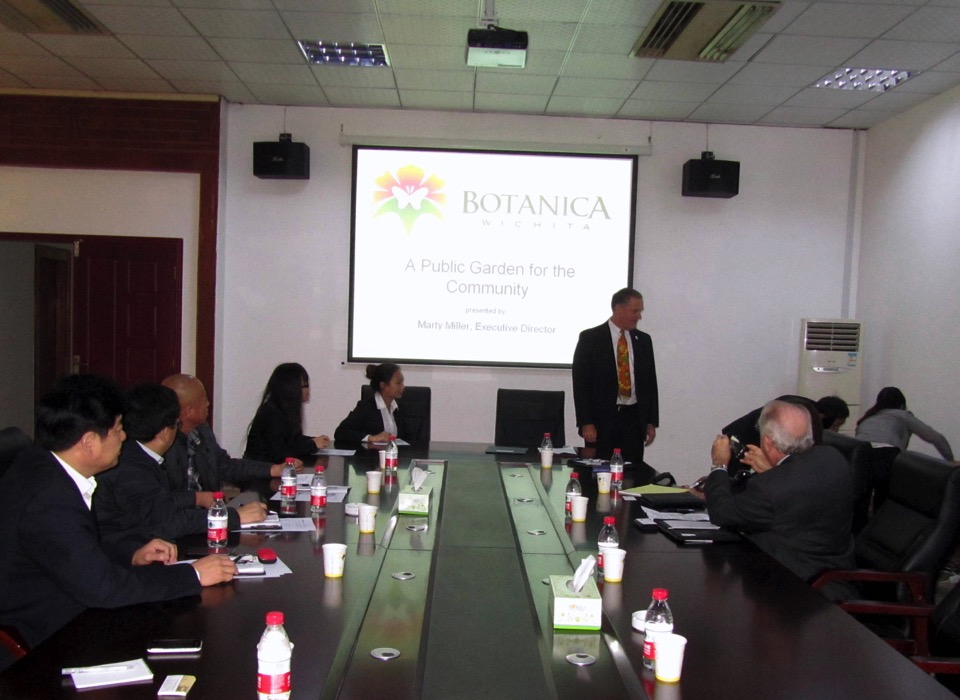 BOTANICA
WICHITA
A Public Garden for the
Community
presented by:
Marty Miller, Executive Director